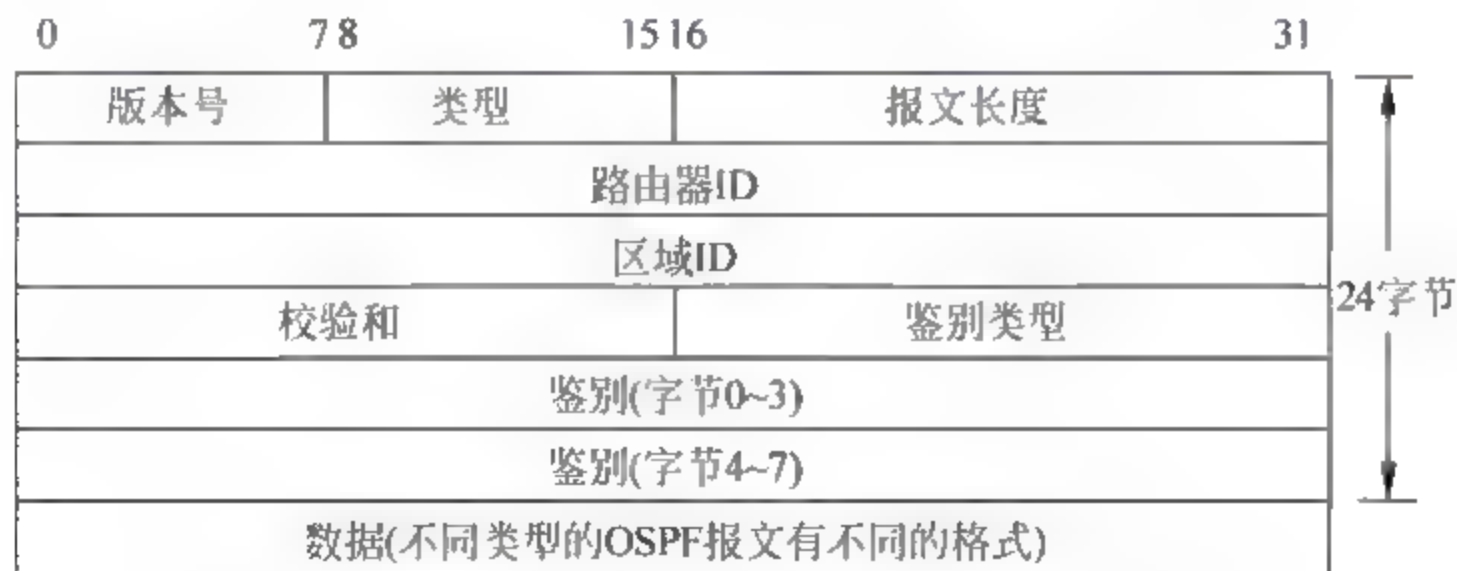 0 7 8 15 16 31
版本号 类型 报文长度
路由器ID
区域ID
校验和 鉴别类型
24字节
鉴别(字节0~3)
鉴别(字节4~7)
数据(不同类型的OSPF报文有不同的格式)